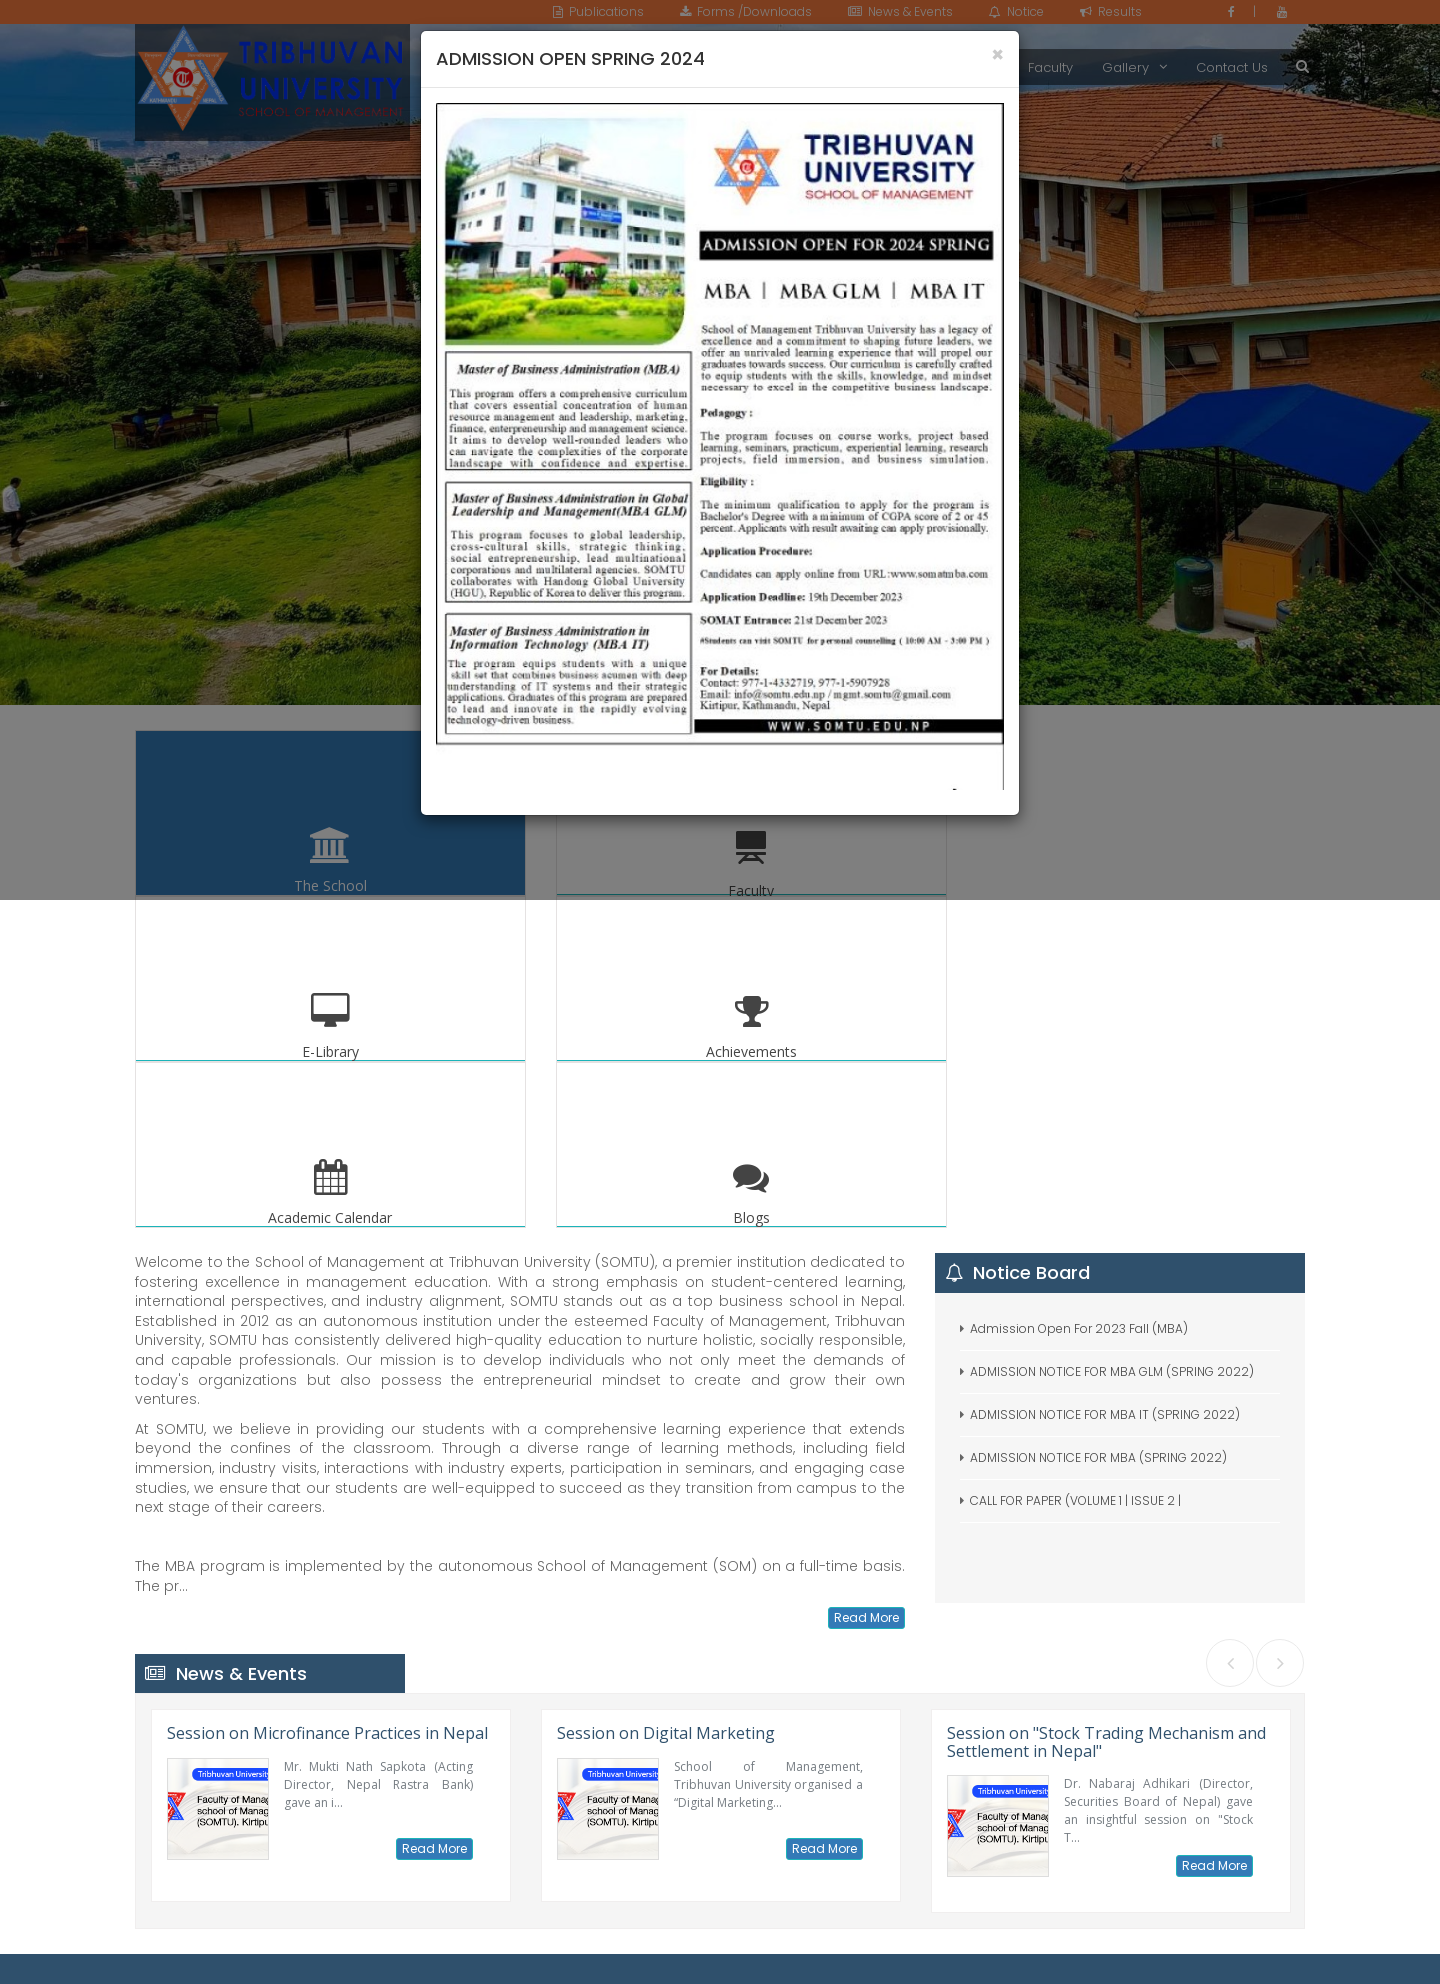 Publications
Forms /Downloads
News & Events
Notice
Results
TRIBHUVAN
UNIVERSITY
SCHOOL OF MANAGEMENT
Faculty
Gallery
Contact Us
ADMISSION OPEN SPRING 2024
×
TRIBHUVAN
UNIVERSITY
SCHOOL OF MANAGEMENT
ADMISSION OPEN FOR 2024 SPRING
MBA | MBA GLM | MBA IT
School of Management Tribhuvan University has a legacy of
excellence and a commitment to shaping future leaders, we
offer an unrivaled learning experience that will propel our
graduates towards success. Our curriculum is carefully crafted
to equip students with the skills, knowledge, and mindset
necessary to excel in the competitive business landscape.
Pedagogy :
The program focuses on course works, project based
learning, seminars, practicum, experiential learning, research
projects, field immersion, and business simulation.
Eligibility :
The minimum qualification to apply for the program is
Bachelor's Degree with a minimum of CGPA score of 2 or 45
percent. Applicants with result awaiting can apply provisionally.
Application Procedure:
Candidates can apply online from URL:www.somatmba.com
Application Deadline: 19th December 2023
SOMAT Entrance: 21st December 2023
#Students can visit SOMTU for personal counselling ( 10:00 AM - 3:00 PM )
For Details:
Contact: 977-1-4332719, 977-1-5907928
Email: info@somtu.edu.np / mgmt.somtu@gmail.com
Kirtipur, Kathmandu, Nepal
WWW.SOMTU.EDU.NP
Master of Business Administration (MBA)
This program offers a comprehensive curriculum
that covers essential concentration of human
resource management and leadership, marketing,
finance, enterpreneurship and management science.
It aims to develop well-rounded leaders who
can navigate the complexities of the corporate
landscape with confidence and expertise.
Master of Business Administration in Global
Leadership and Management(MBA GLM)
This program focuses to global leadership,
cross-cultural skills, strategic thinking,
social entrepreneurship, lead multinational
corporations and multilateral agencies. SOMTU
collaborates with Handong Global University
(HGU), Republic of Korea to deliver this program.
Master of Business Administration in
Information Technology (MBA IT)
The program equips students with a unique
skill set that combines business acumen with deep
understanding of IT systems and their strategic
applications. Graduates of this program are prepared
to lead and innovate in the rapidly evolving
technology-driven business.
The School
Faculty
E-Library
Achievements
Academic Calendar
Blogs
Welcome to the School of Management at Tribhuvan University (SOMTU), a premier institution dedicated to
fostering excellence in management education. With a strong emphasis on student-centered learning,
international perspectives, and industry alignment, SOMTU stands out as a top business school in Nepal.
Established in 2012 as an autonomous institution under the esteemed Faculty of Management, Tribhuvan
University, SOMTU has consistently delivered high-quality education to nurture holistic, socially responsible,
and capable professionals. Our mission is to develop individuals who not only meet the demands of
today's organizations but also possess the entrepreneurial mindset to create and grow their own
ventures.
At SOMTU, we believe in providing our students with a comprehensive learning experience that extends
beyond the confines of the classroom. Through a diverse range of learning methods, including field
immersion, industry visits, interactions with industry experts, participation in seminars, and engaging case
studies, we ensure that our students are well-equipped to succeed as they transition from campus to the
next stage of their careers.
The MBA program is implemented by the autonomous School of Management (SOM) on a full-time basis.
The pr...
Read More
Notice Board
Admission Open For 2023 Fall (MBA)
ADMISSION NOTICE FOR MBA GLM (SPRING 2022)
ADMISSION NOTICE FOR MBA IT (SPRING 2022)
ADMISSION NOTICE FOR MBA (SPRING 2022)
CALL FOR PAPER (VOLUME 1 | ISSUE 2 |
News & Events
Session on Microfinance Practices in Nepal
Tribhuvan University
Faculty of Manag
school of Manag
(SOMTU). Kirtipu
Mr. Mukti Nath Sapkota (Acting
Director, Nepal Rastra Bank)
gave an i...
Read More
Session on Digital Marketing
Tribhuvan University
Faculty of Manag
school of Manag
(SOMTU). Kirtipu
School of Management,
Tribhuvan University organised a
“Digital Marketing...
Read More
Session on "Stock Trading Mechanism and
Settlement in Nepal"
Tribhuvan University
Faculty of Manag
school of Manag
(SOMTU). Kirtipu
Dr. Nabaraj Adhikari (Director,
Securities Board of Nepal) gave
an insightful session on "Stock
T...
Read More